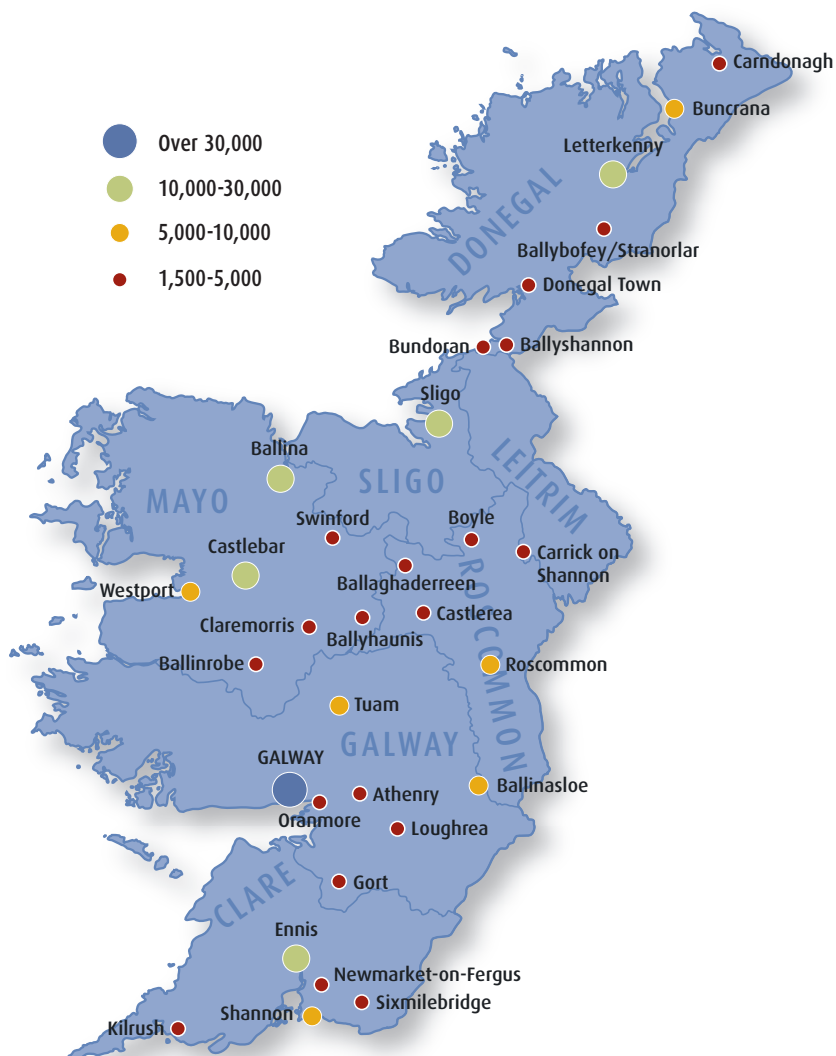 Carndonagh
Buncrana
Over 30,000
Letterkenny
10,000-30,000
DONEGAL
5,000-10,000
Ballybofey/Stranorlar
1,500-5,000
Donegal Town
Bundoran
Ballyshannon
Sligo
Ballina
LEITRIM
SLIGO
MAYO
Swinford
Boyle
Castlebar
Carrick on
Shannon
Ballaghaderreen
Westport
ROSCOMMON
Castlerea
Claremorris
Ballyhaunis
Ballinrobe
Roscommon
Tuam
GALWAY
GALWAY
Ballinasloe
Athenry
Oranmore
Loughrea
CLARE
Gort
Ennis
Newmarket-on-Fergus
Sixmilebridge
Shannon
Kilrush